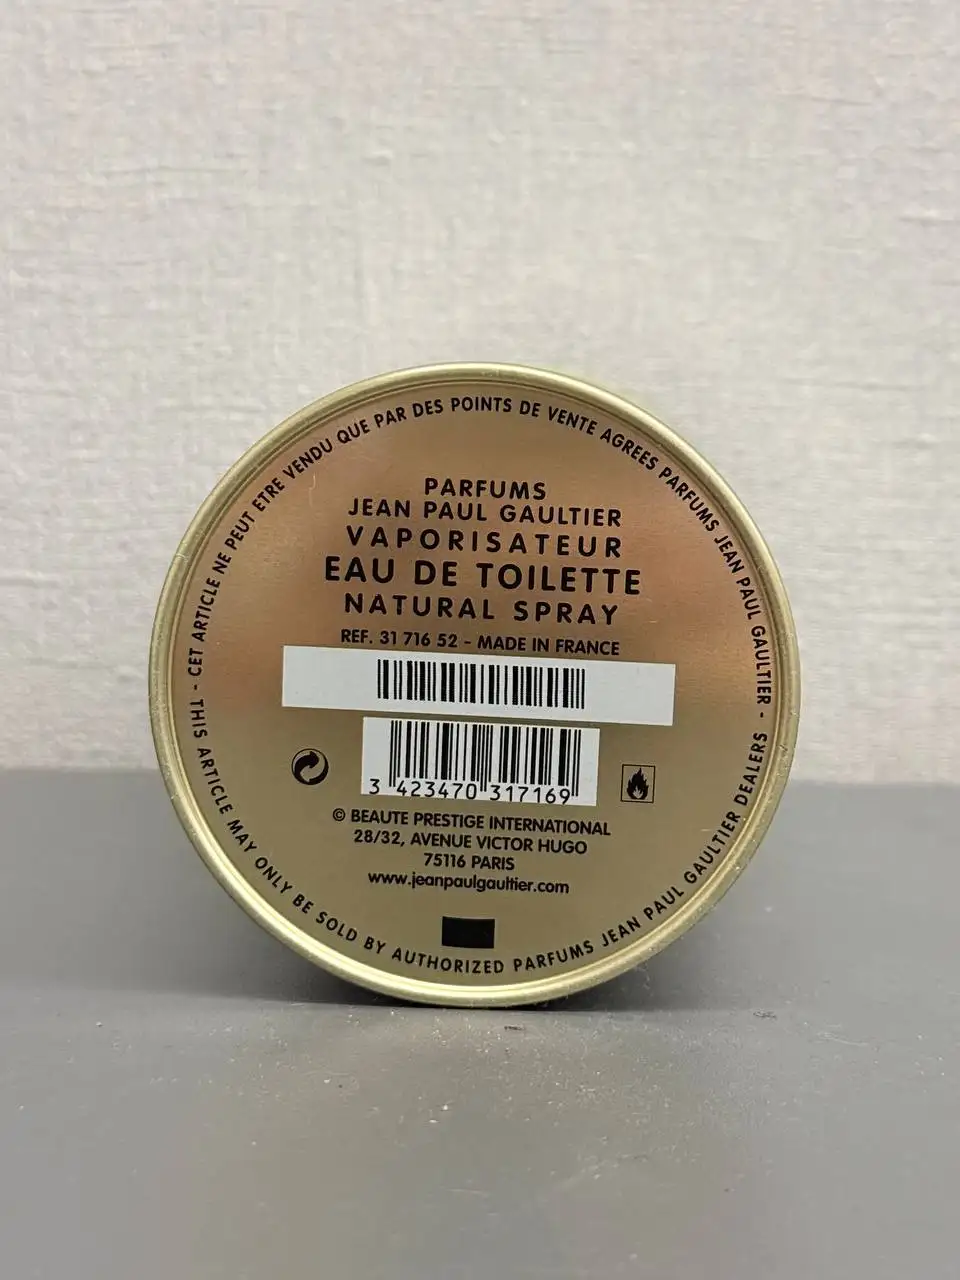 - CET ARTICLE NE PEUT ETRE VENDU QUE PAR DES POINTS DE VENTE AGREES PARFUMS JEAN PAUL GAULTIER -
PARFUMS
JEAN PAUL GAULTIER
VAPORISATEUR
EAU DE TOILETTE
NATURAL SPRAY
REF. 31 716 52 - MADE IN FRANCE
3 423470 317169
© BEAUTE PRESTIGE INTERNATIONAL
28/32, AVENUE VICTOR HUGO
75116 PARIS
www.jeanpaulgaultier.com
THIS ARTICLE MAY ONLY BE SOLD BY AUTHORIZED PARFUMS JEAN PAUL GAULTIER DEALERS